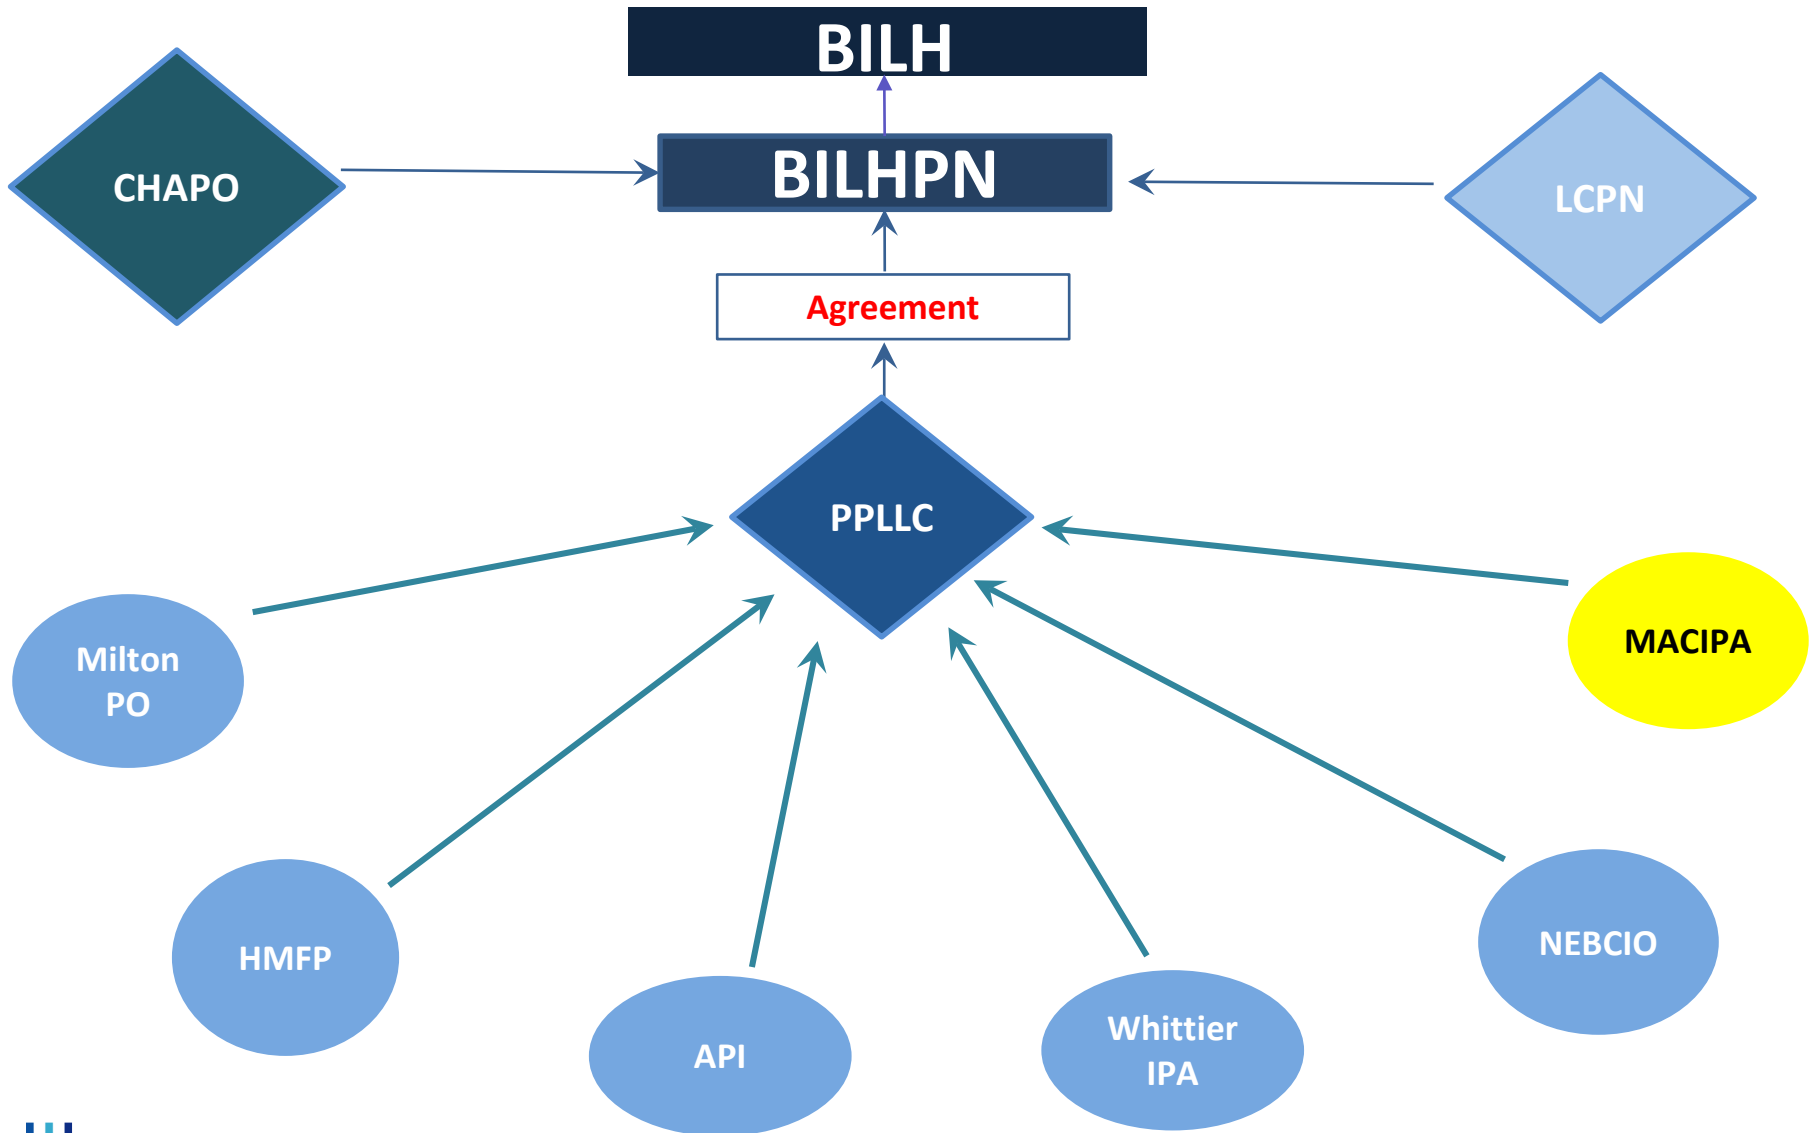 BILH
BILHPN
CHAPO
LCPN
Agreement
PPLLC
MACIPA
Milton
PO
NEBCIO
HMFP
Whittier
IPA
API